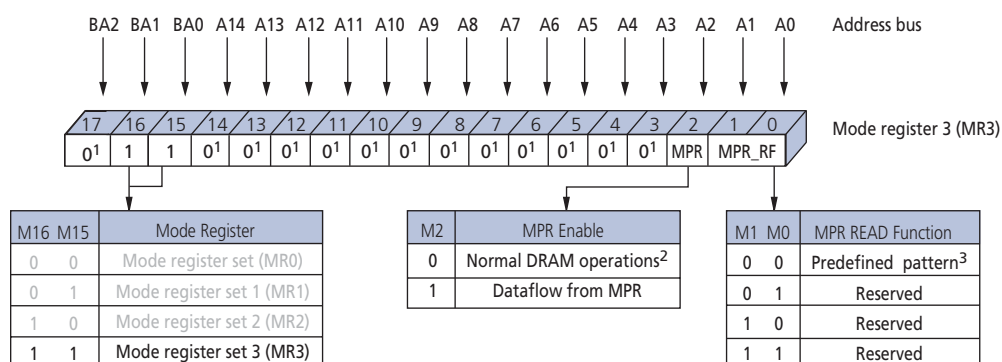 BA2 BA1 BA0 A14 A13 A12 A11 A10 A9 A8 A7 A6 A5 A4 A3 A2 A1 A0 Address bus
17 16 15 14 13 12 11 10 9 8 7 6 5 4 3 2 1 0 Mode register 3 (MR3)
0¹ 1 1 0¹ 0¹ 0¹ 0¹ 0¹ 0¹ 0¹ 0¹ 0¹ 0¹ 0¹ 0¹ MPR MPR_RF
M16 M15 Mode Register
0 0 Mode register set (MR0)
0 1 Mode register set 1 (MR1)
1 0 Mode register set 2 (MR2)
1 1 Mode register set 3 (MR3)
M2 MPR Enable
0 Normal DRAM operations²
1 Dataflow from MPR
M1 M0 MPR READ Function
0 0 Predefined pattern³
0 1 Reserved
1 0 Reserved
1 1 Reserved